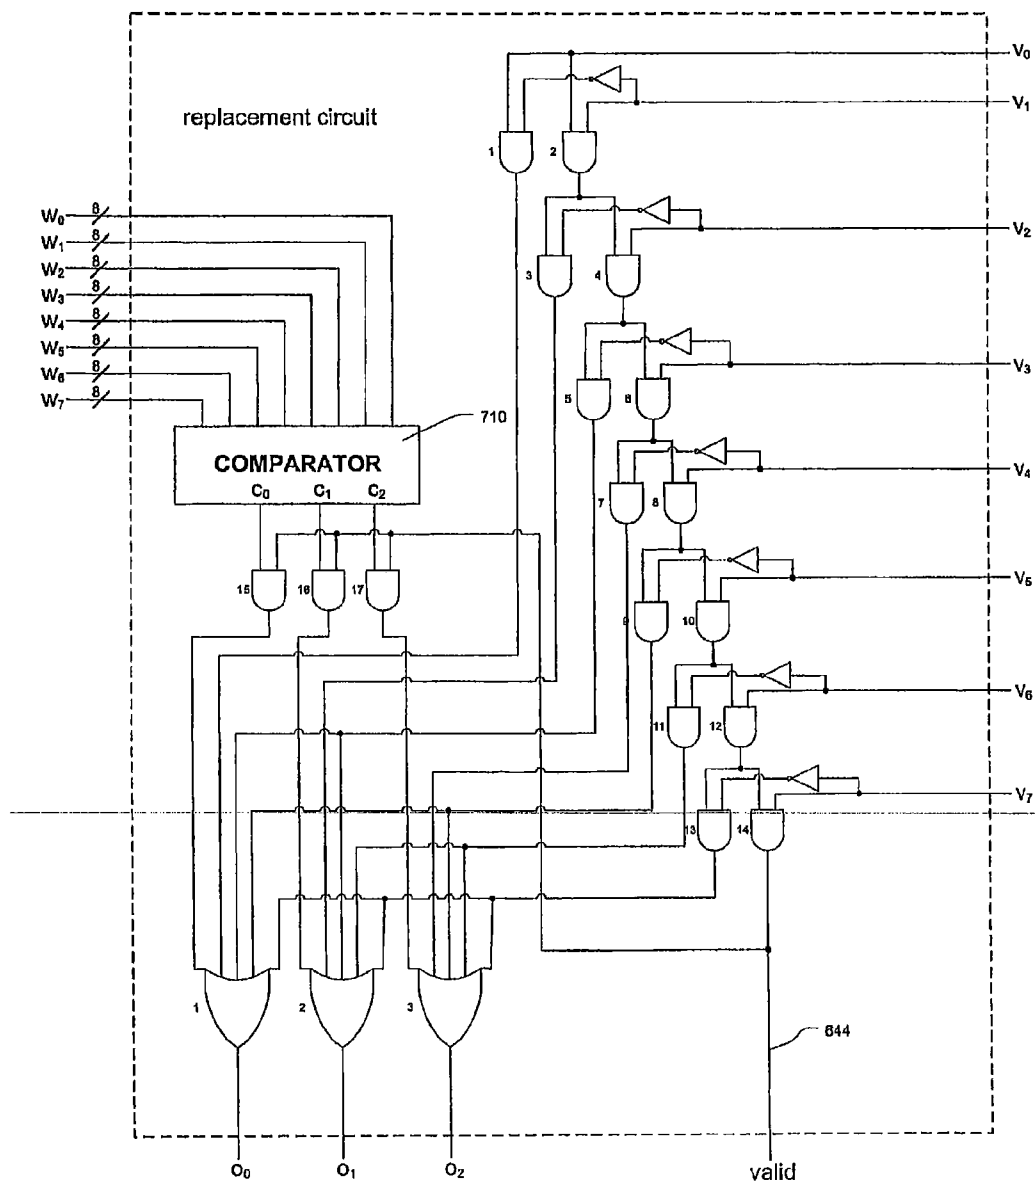 V₀
V₁
replacement circuit
1 2
W₀ 8
W₁ 8
W₂ 8
W₃ 8
W₄ 8
W₅ 8
W₆ 8
W₇ 8
V₂
3 4
V₃
5 6
710
COMPARATOR
C₀ C₁ C₂
V₄
7 8
15 16 17
V₅
9 10
V₆
11 12
V₇
13 14
1 2 3
644
O₀ O₁ O₂ valid